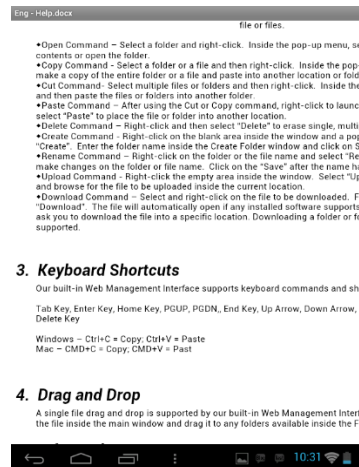 Eng - Help.docx
file or files.
◆Open Command – Select a folder and right-click. Inside the pop-up menu, se
contents or open the folder.
◆Copy Command- Select a folder or a file and then right-click. Inside the pop-
make a copy of the entire folder or a file and paste into another location or fold
◆Cut Command- Select multiple files or folders and then right-click. Inside the
and then paste the files or folders into another folder.
◆Paste Command – After using the Cut or Copy command, right-click to launc
select “Paste” to place the file or folder into another location.
◆Delete Command – Right-click and then select “Delete” to erase single, multi
◆Create Command - Right-click on the blank area inside the window and a pop
“Create”. Enter the folder name inside the Create Folder window and click on S
◆Rename Command – Right-click on the folder or the file name and select “Re
make changes on the folder or file name. Click on the “Save” after the name ha
◆Upload Command - Right-click the empty area inside the window. Select “Up
and browse for the file to be uploaded inside the current location.
◆Download Command – Select and right-click on the file to be downloaded. F
“Download”. The file will automatically open if any installed software supports
ask you to download the file into a specific location. Downloading a folder or fo
supported.
3. Keyboard Shortcuts
Our built-in Web Management Interface supports keyboard commands and sh
Tab Key, Enter Key, Home Key, PGUP, PGDN,, End Key, Up Arrow, Down Arrow,
Delete Key
Windows – Ctrl+C = Copy; Ctrl+V = Paste
Mac – CMD+C = Copy; CMD+V = Past
4. Drag and Drop
A single file drag and drop is supported by our built-in Web Management Interf
the file inside the main window and drag it to any folders available inside the F
10:31